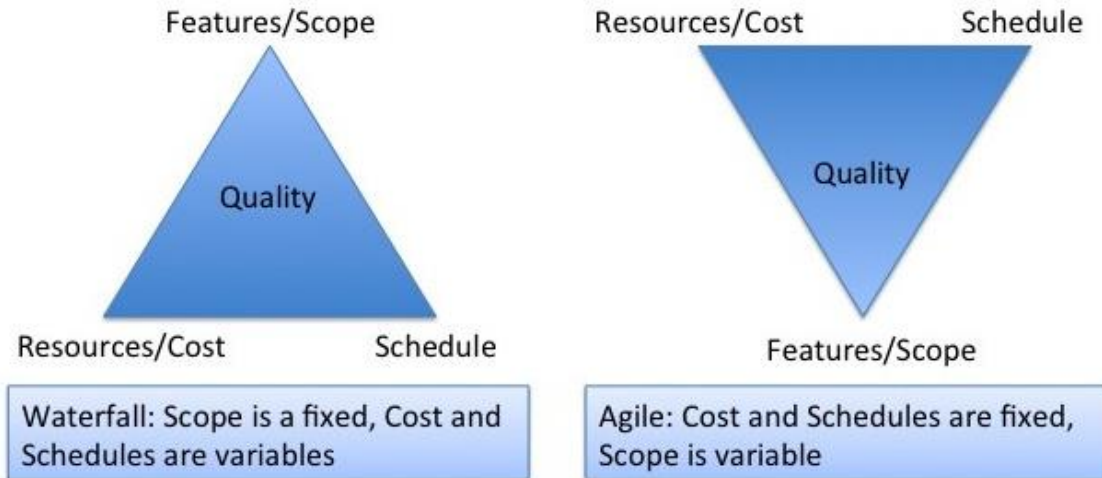 Features/Scope
Quality
Resources/Cost
Schedule
Waterfall: Scope is a fixed, Cost and
Schedules are variables
Resources/Cost
Schedule
Quality
Features/Scope
Agile: Cost and Schedules are fixed,
Scope is variable